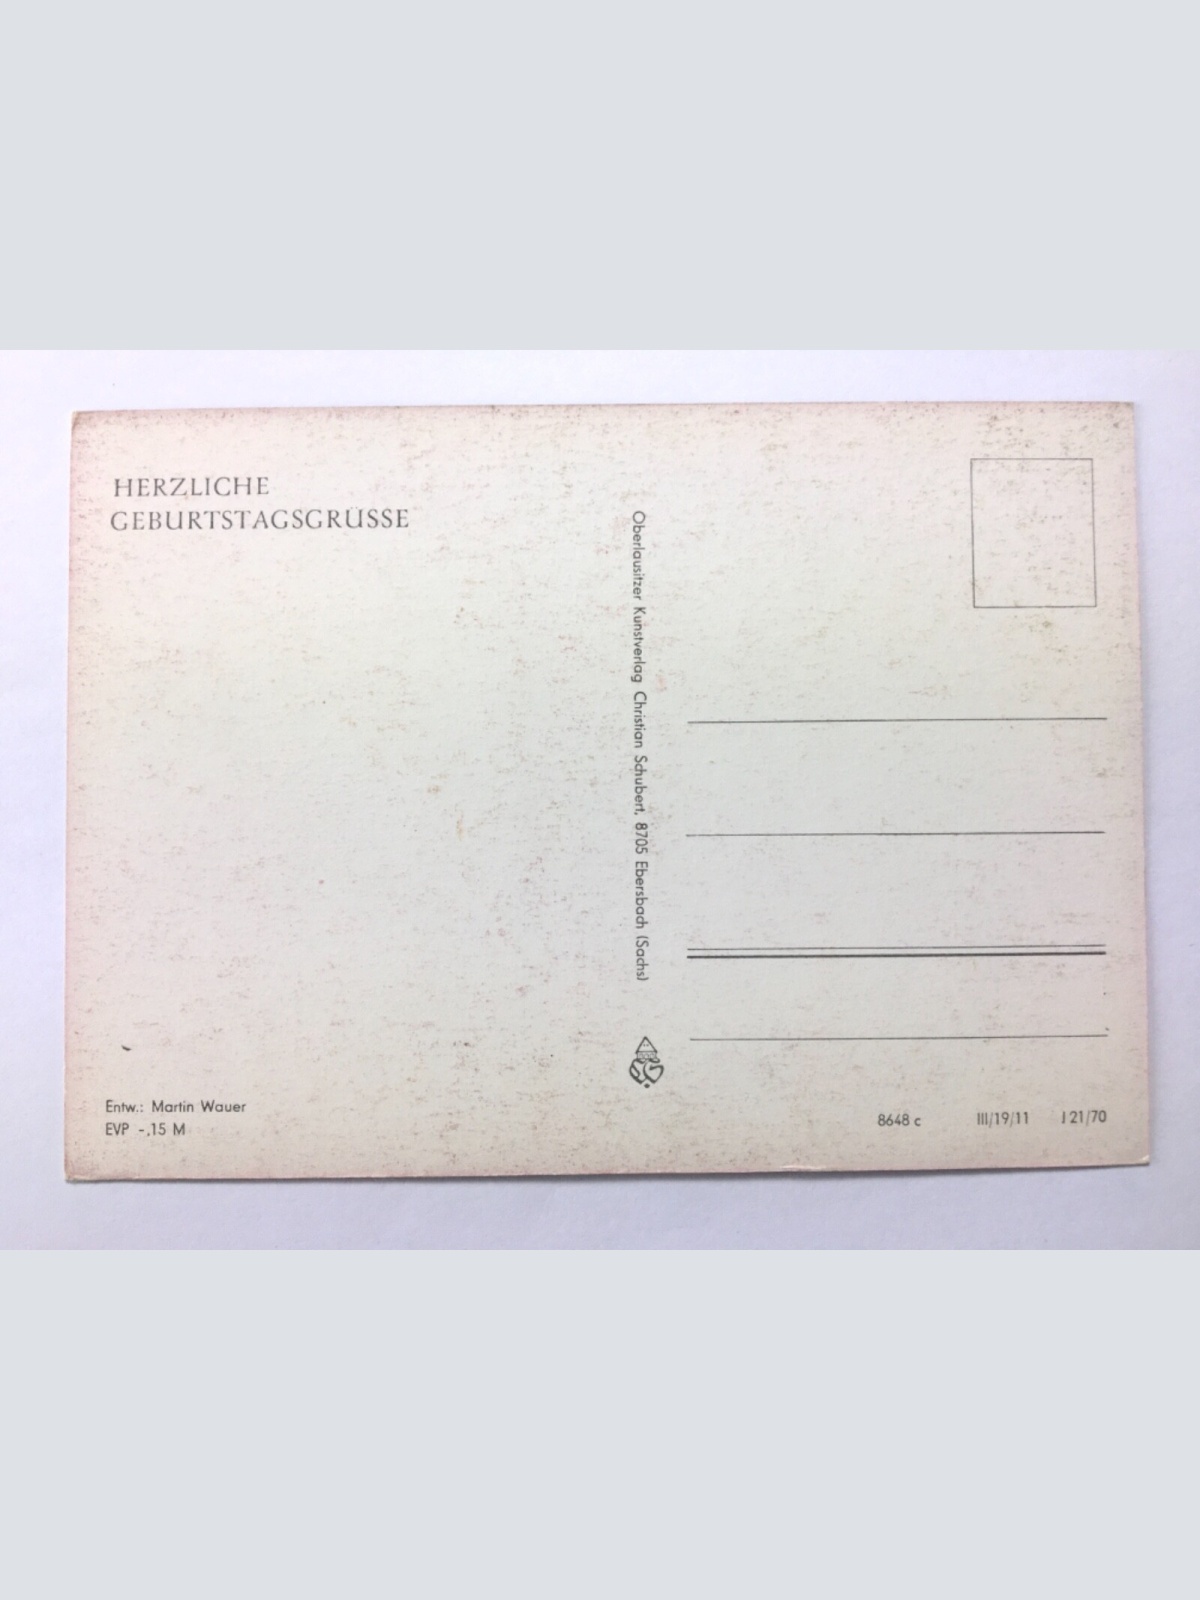 HERZLICHE
GEBURTSTAGSGRÜSSE
Oberlausitzer Kunstverlag Christian Schubert, 8705 Ebersbach (Sachs)
Entw.: Martin Wauer
EVP -,15 M
8648 c III/19/11 J 21/70